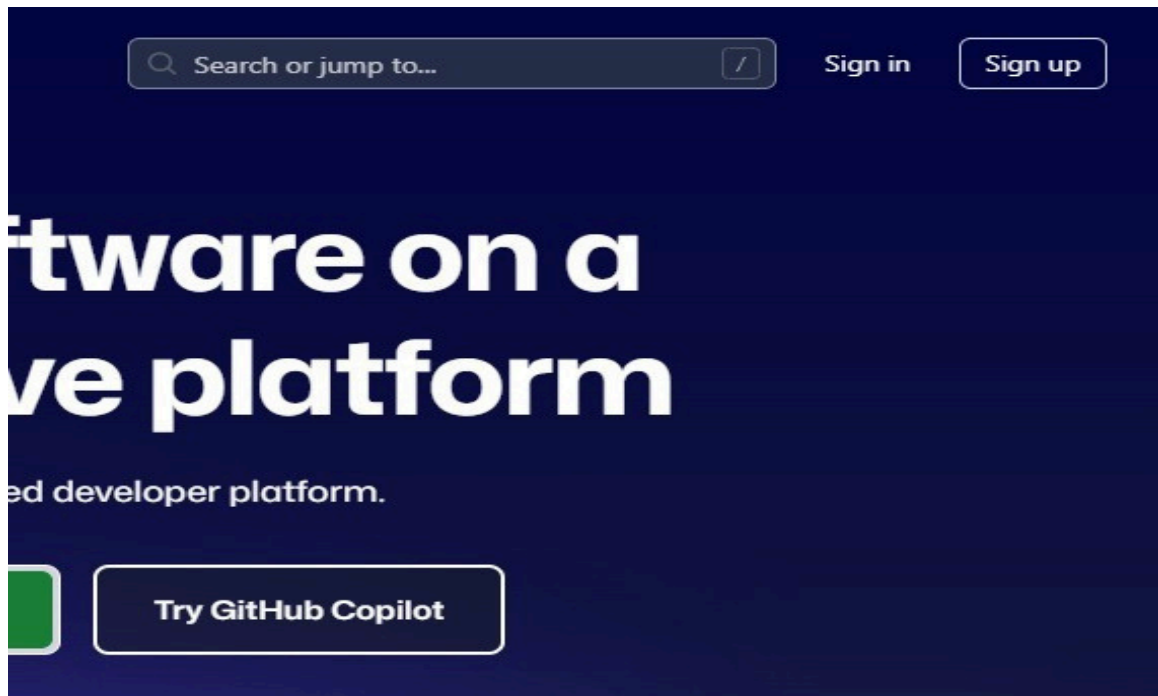 Search or jump to... /
Sign in
Sign up
ftware on a
ve platform
ed developer platform.
Try GitHub Copilot